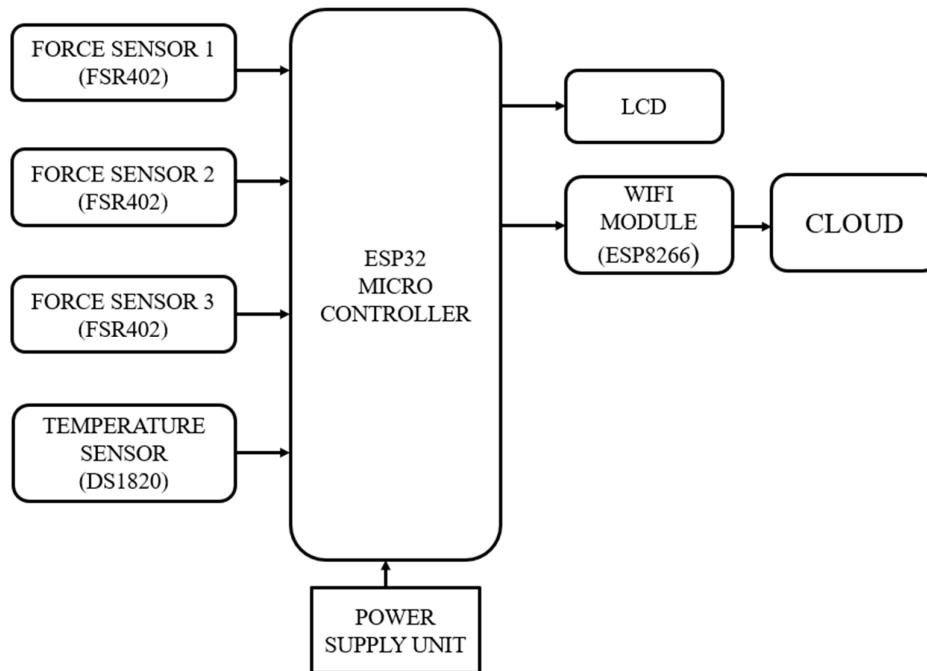 FORCE SENSOR 1
(FSR402)
FORCE SENSOR 2
(FSR402)
FORCE SENSOR 3
(FSR402)
TEMPERATURE
SENSOR
(DS1820)
ESP32
MICRO
CONTROLLER
POWER
SUPPLY UNIT
LCD
WIFI
MODULE
(ESP8266)
CLOUD